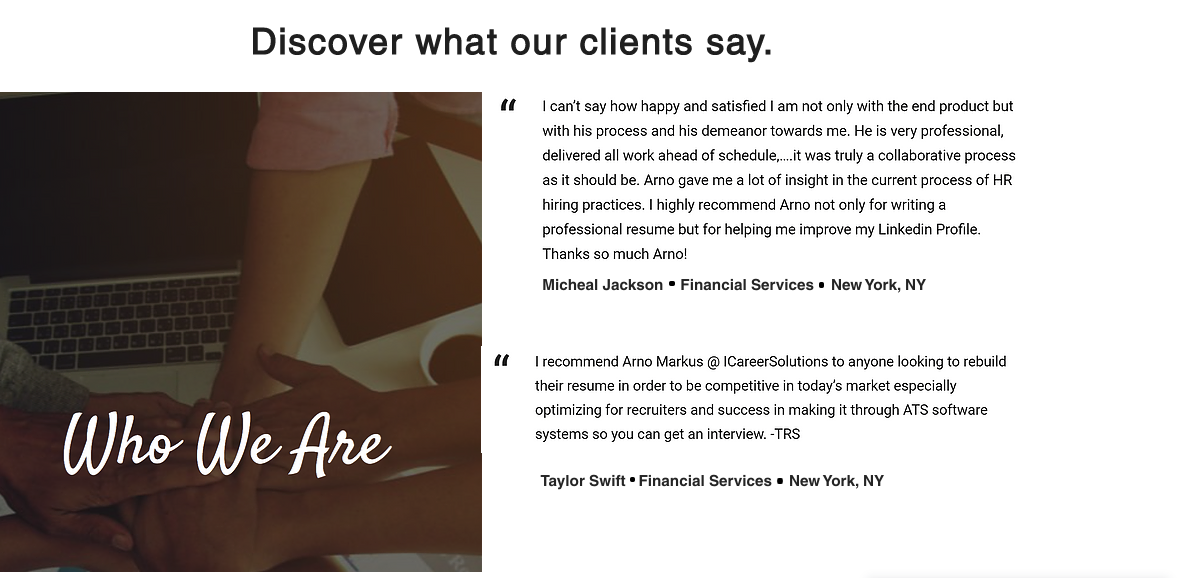 Discover what our clients say.
“
I can’t say how happy and satisfied I am not only with the end product but
with his process and his demeanor towards me. He is very professional,
delivered all work ahead of schedule,....it was truly a collaborative process
as it should be. Arno gave me a lot of insight in the current process of HR
hiring practices. I highly recommend Arno not only for writing a
professional resume but for helping me improve my Linkedin Profile.
Thanks so much Arno!
Micheal Jackson • Financial Services • New York, NY
“
I recommend Arno Markus @ ICareerSolutions to anyone looking to rebuild
their resume in order to be competitive in today’s market especially
optimizing for recruiters and success in making it through ATS software
systems so you can get an interview. -TRS
Taylor Swift • Financial Services • New York, NY
Who We Are